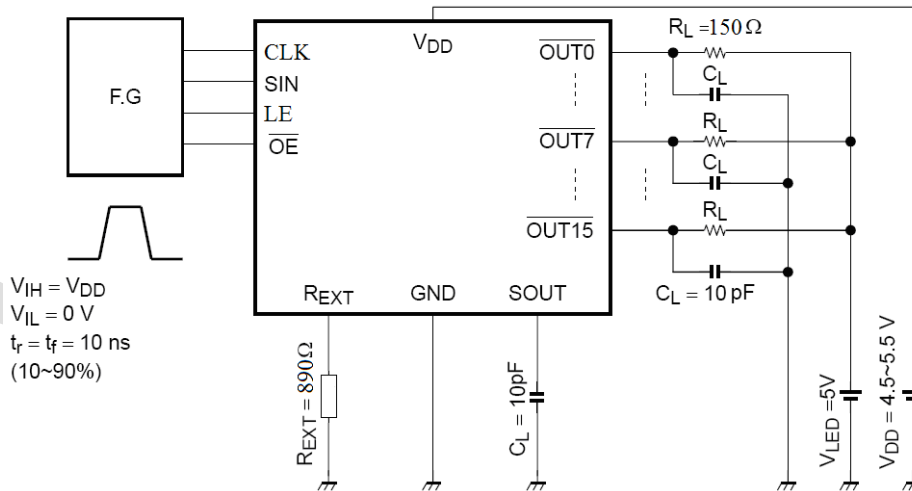 F.G
CLK
SIN
LE
OE
VDD
OUT0
OUT7
OUT15
REXT
GND
SOUT
RL =150Ω
CL
RL
CL
RL
CL = 10 pF
VIH = VDD
VIL = 0 V
tr = tf = 10 ns
(10~90%)
REXT = 890Ω
CL = 10pF
VLED =5V
VDD = 4.5~5.5 V